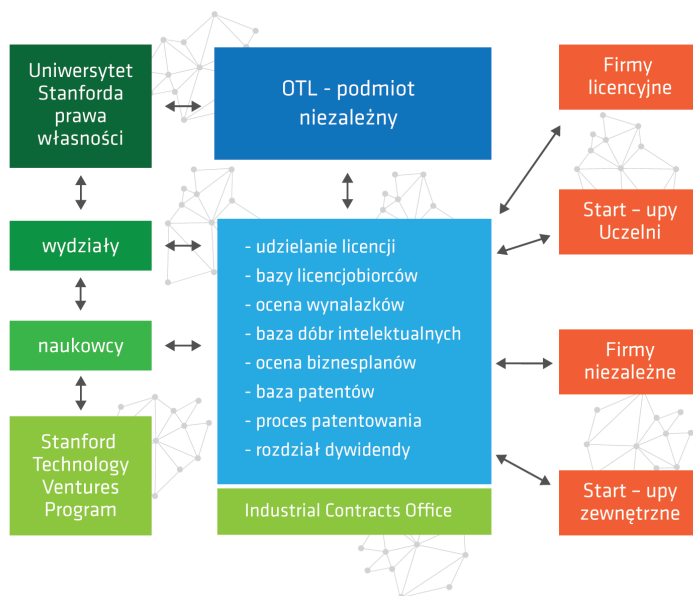 Uniwersytet
Stanforda
prawa
własności
wydziały
naukowcy
Stanford
Technology
Ventures
Program
OTL - podmiot
niezależny
- udzielanie licencji
- bazy licencjobiorców
- ocena wynalazków
- baza dóbr intelektualnych
- ocena biznesplanów
- baza patentów
- proces patentowania
- rozdział dywidendy
Industrial Contracts Office
Firmy
licencyjne
Start – upy
Uczelni
Firmy
niezależne
Start – upy
zewnętrzne